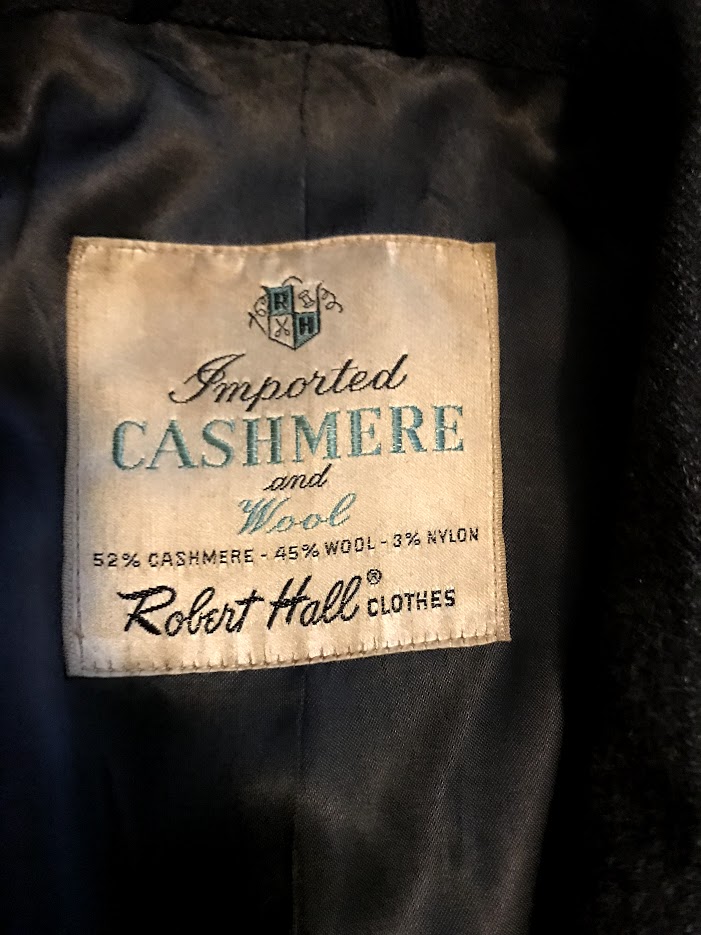 R
H
Imported
CASHMERE
and
Wool
52% CASHMERE - 45% WOOL - 3% NYLON
Robert Hall® CLOTHES